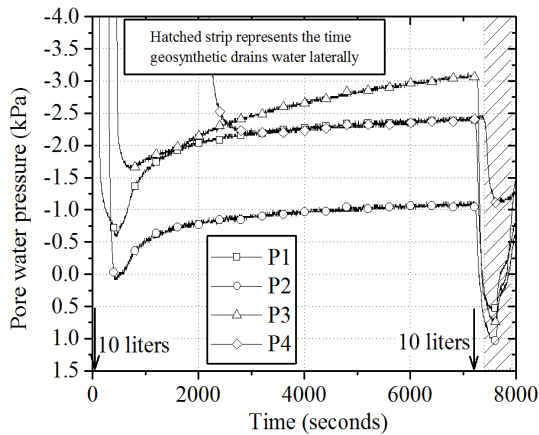 Hatched strip represents the time
geosynthetic drains water laterally
Pore water pressure (kPa)
-4.0
-3.5
-3.0
-2.5
-2.0
-1.5
-1.0
-0.5
0.0
0.5
1.0
1.5
P1
P2
P3
P4
10 liters
10 liters
0 2000 4000 6000 8000
Time (seconds)